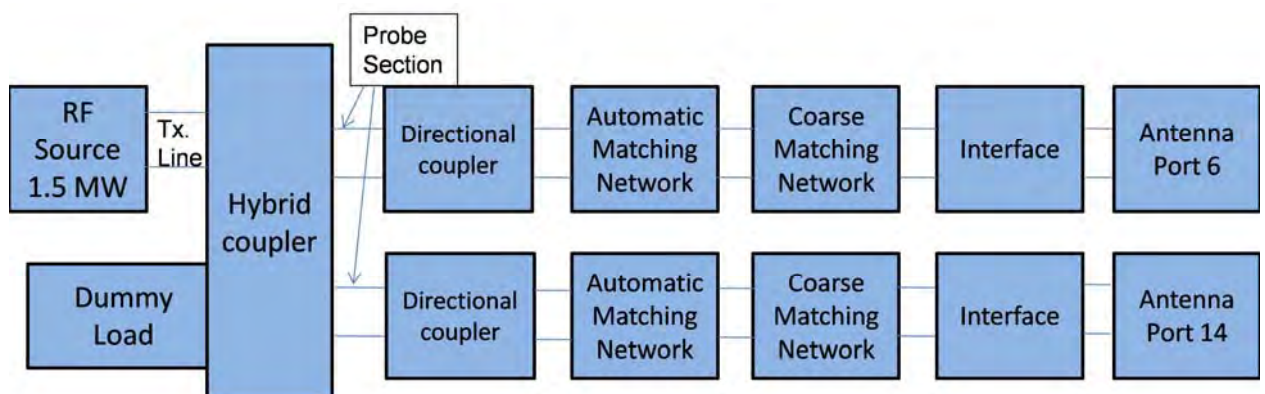 Probe
Section
RF
Source
1.5 MW
Tx.
Line
Hybrid
coupler
Directional
coupler
Automatic
Matching
Network
Coarse
Matching
Network
Interface
Antenna
Port 6
Dummy
Load
Directional
coupler
Automatic
Matching
Network
Coarse
Matching
Network
Interface
Antenna
Port 14